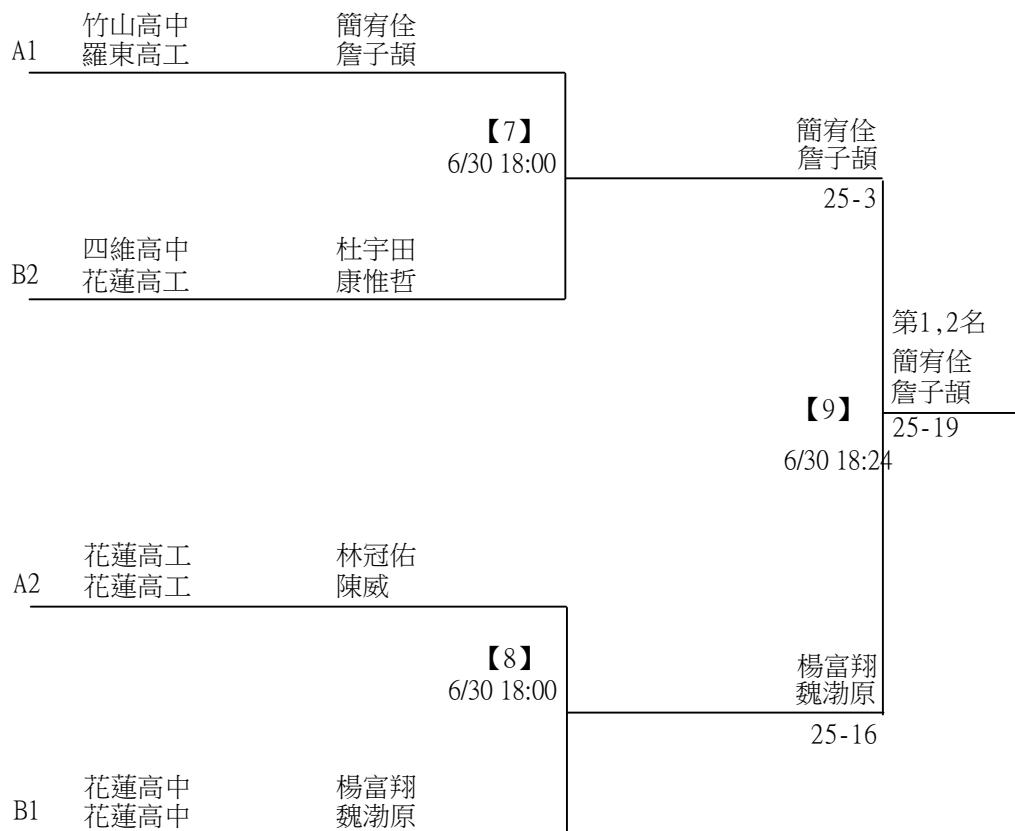 A1
竹山高中 簡宥佺
羅東高工 詹子頡
【7】
6/30 18:00
簡宥佺
詹子頡
25-3
B2
四維高中 杜宇田
花蓮高工 康惟哲
第1,2名
簡宥佺
詹子頡
25-19
【9】
6/30 18:24
A2
花蓮高工 林冠佑
花蓮高工 陳威
【8】
6/30 18:00
楊富翔
魏渤原
25-16
B1
花蓮高中 楊富翔
花蓮高中 魏渤原